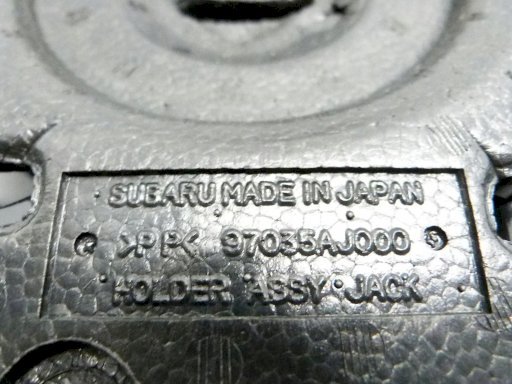 SUBARU MADE IN JAPAN
>PP< 97035AJ000
HOLDER ASSY JACK